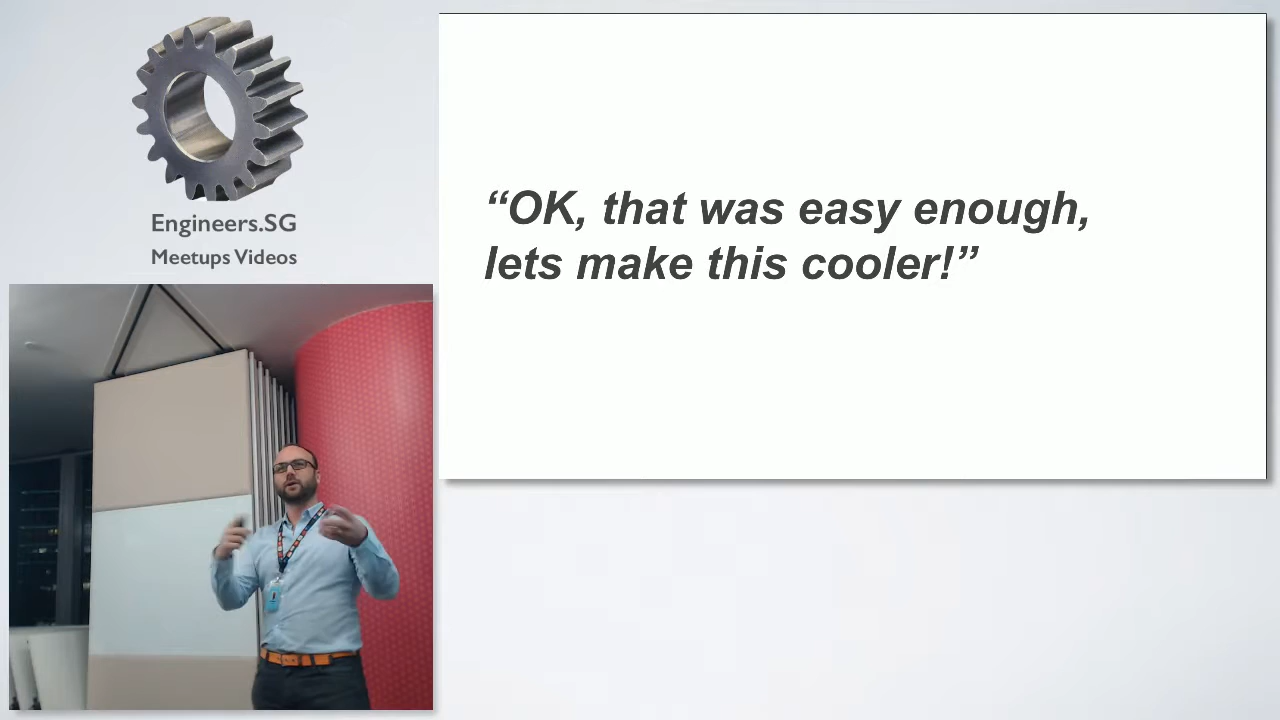 Engineers.SG
Meetups Videos
“OK, that was easy enough,
lets make this cooler!”